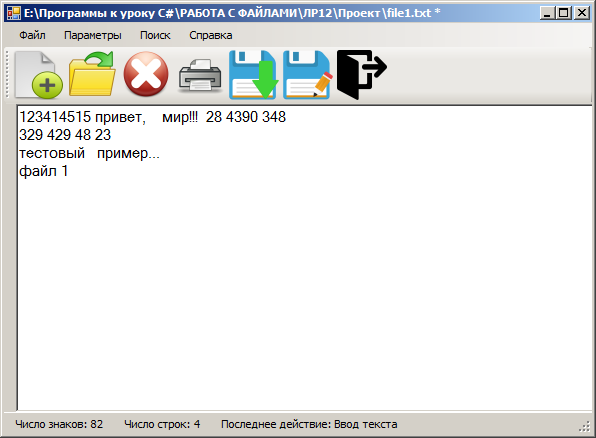 E:\Программы к уроку C#\РАБОТА С ФАЙЛАМИ\ЛР12\Проект\file1.txt *
Файл Параметры Поиск Справка
123414515 привет,    мир!!!  28 4390 348
329 429 48 23
тестовый   пример...
файл 1
Число знаков: 82 Число строк: 4 Последнее действие: Ввод текста